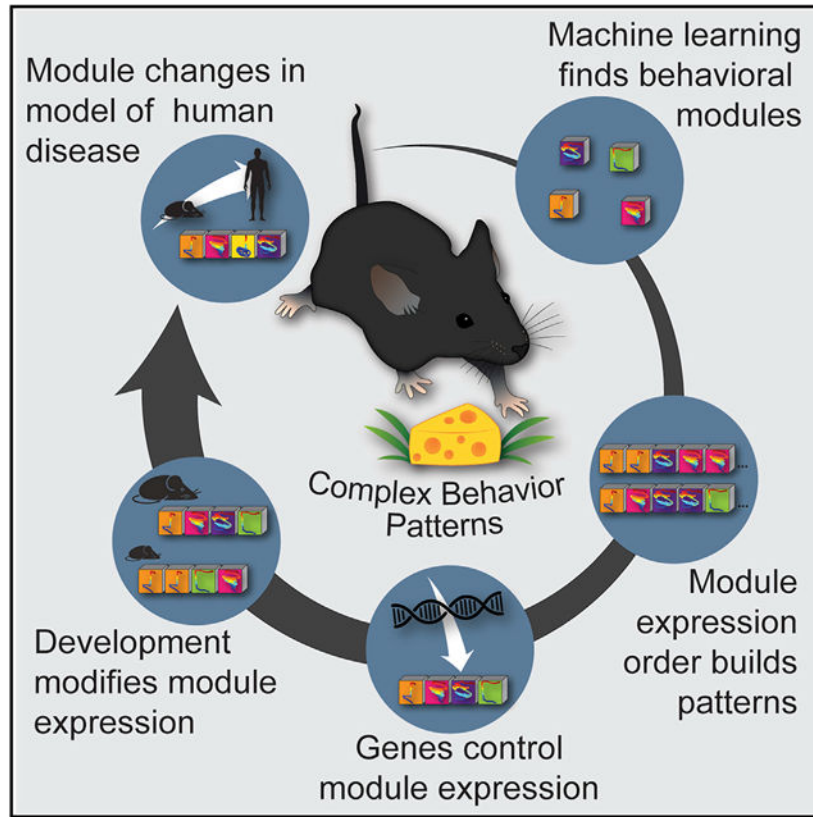 Module changes in
model of human
disease
Machine learning
finds behavioral
modules
Complex Behavior
Patterns
...
...
Module
expression
order builds
patterns
Genes control
module expression
Development
modifies module
expression